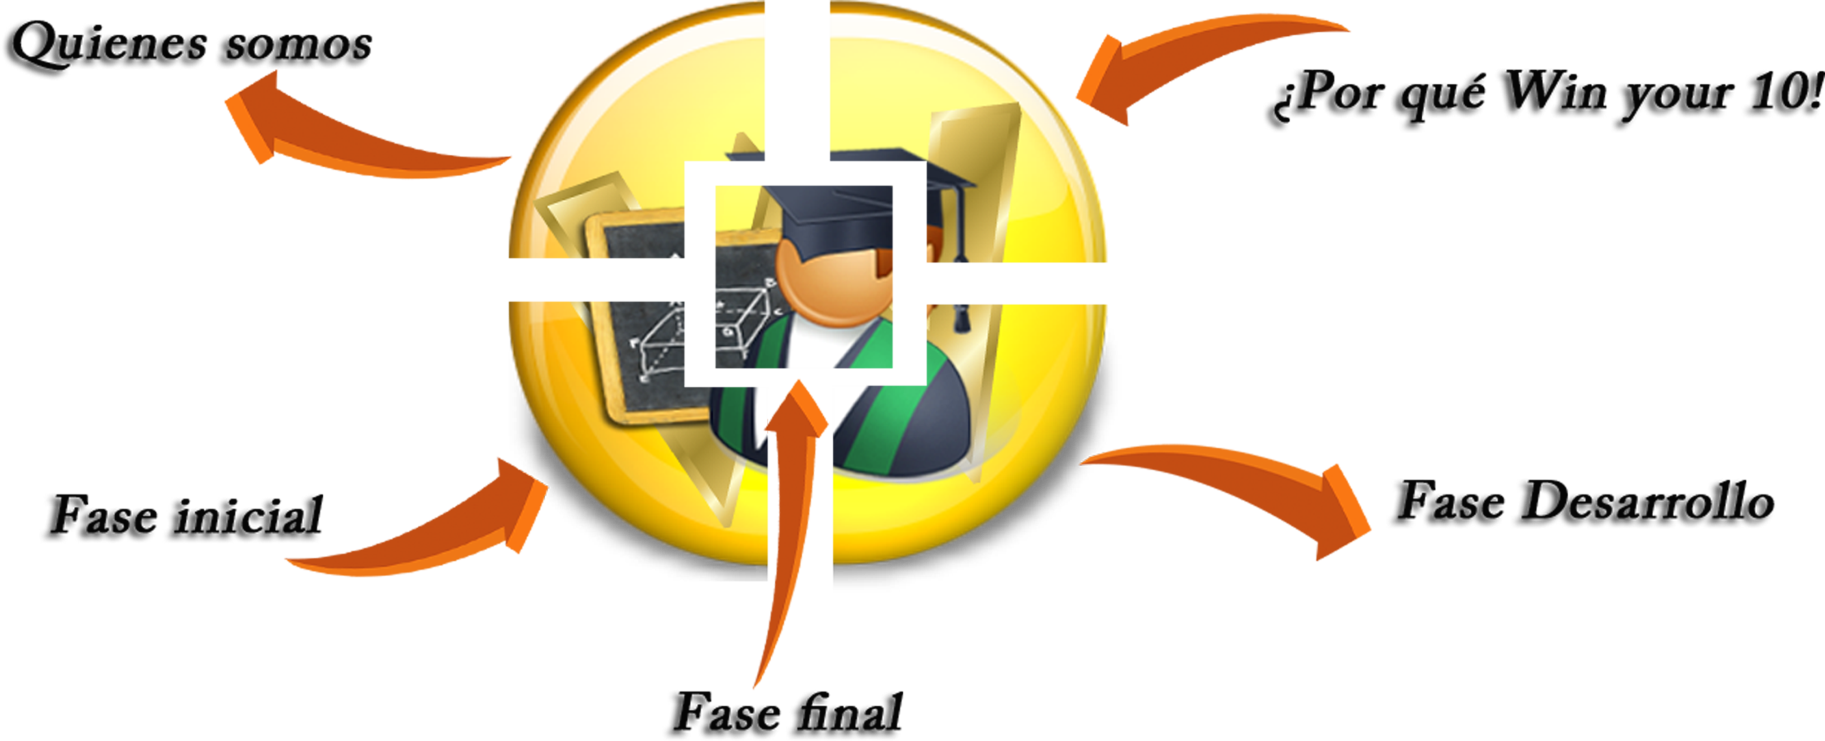 Quienes somos
¿Por qué Win your 10!
Fase inicial
Fase Desarrollo
Fase final